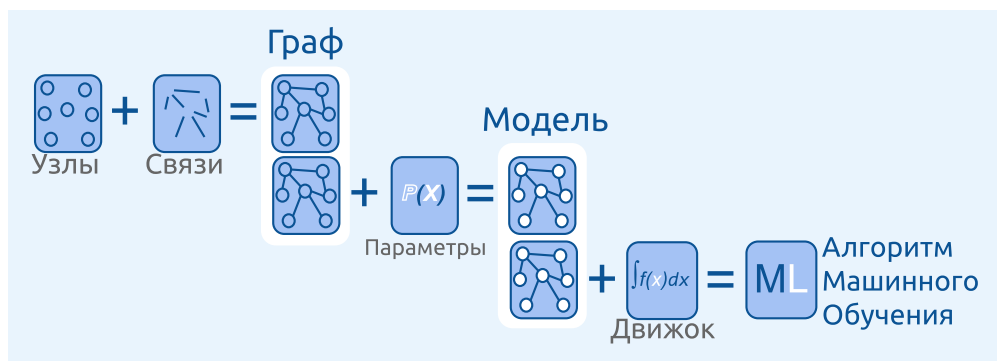 Граф
+
=
Узлы
Связи
Модель
+
P(X)
=
Параметры
+
∫f(x)dx
=
ML
Алгоритм
Машинного
Обучения
Движок